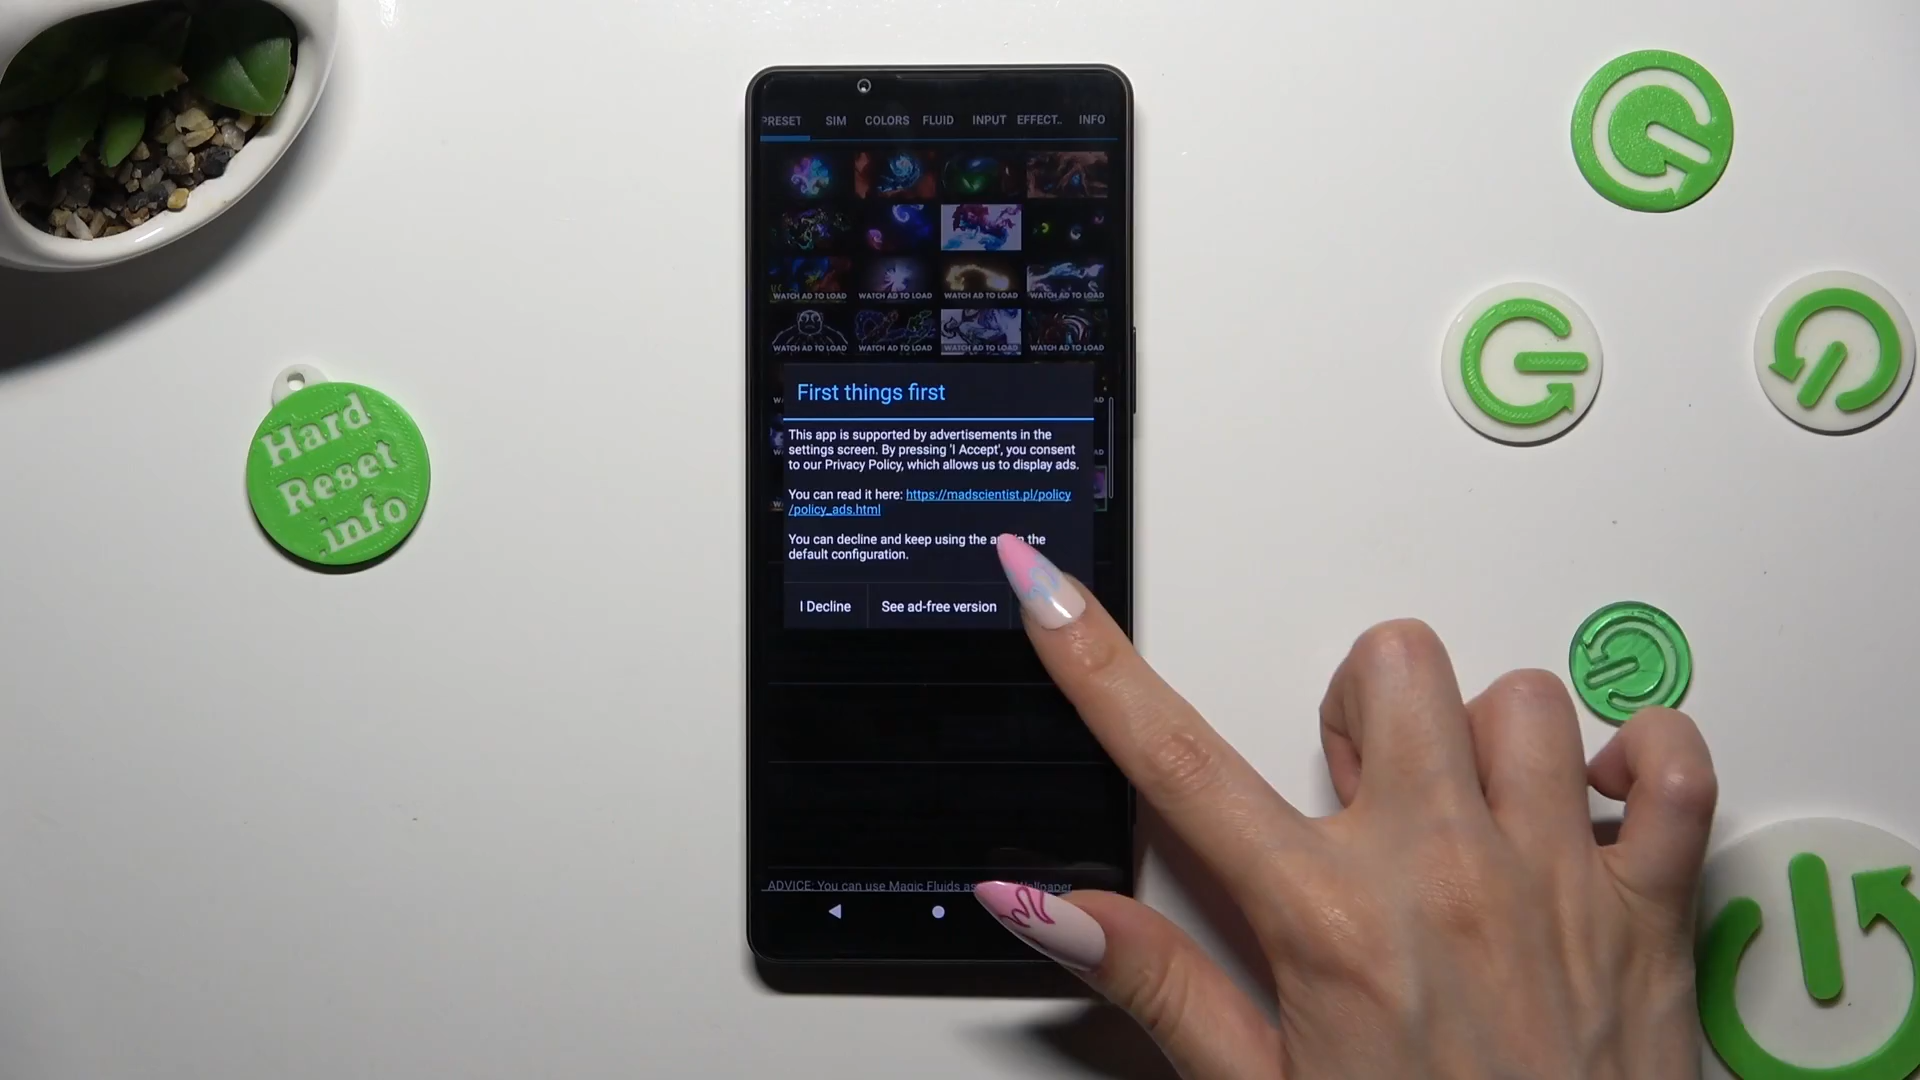 PRESET SIM COLORS FLUID INPUT EFFECT.. INFO
WATCH AD TO LOAD WATCH AD TO LOAD WATCH AD TO LOAD WATCH AD TO LOAD
WATCH AD TO LOAD WATCH AD TO LOAD WATCH AD TO LOAD WATCH AD TO LOAD
First things first
This app is supported by advertisements in the
settings screen. By pressing 'I Accept', you consent
to our Privacy Policy, which allows us to display ads.
You can read it here: https://madscientist.pl/policy
/policy_ads.html
You can decline and keep using the in the
default configuration.
I Decline See ad-free version
ADVICE: You can use Magic Fluids as Wallpaper
Hard
Reset
.info